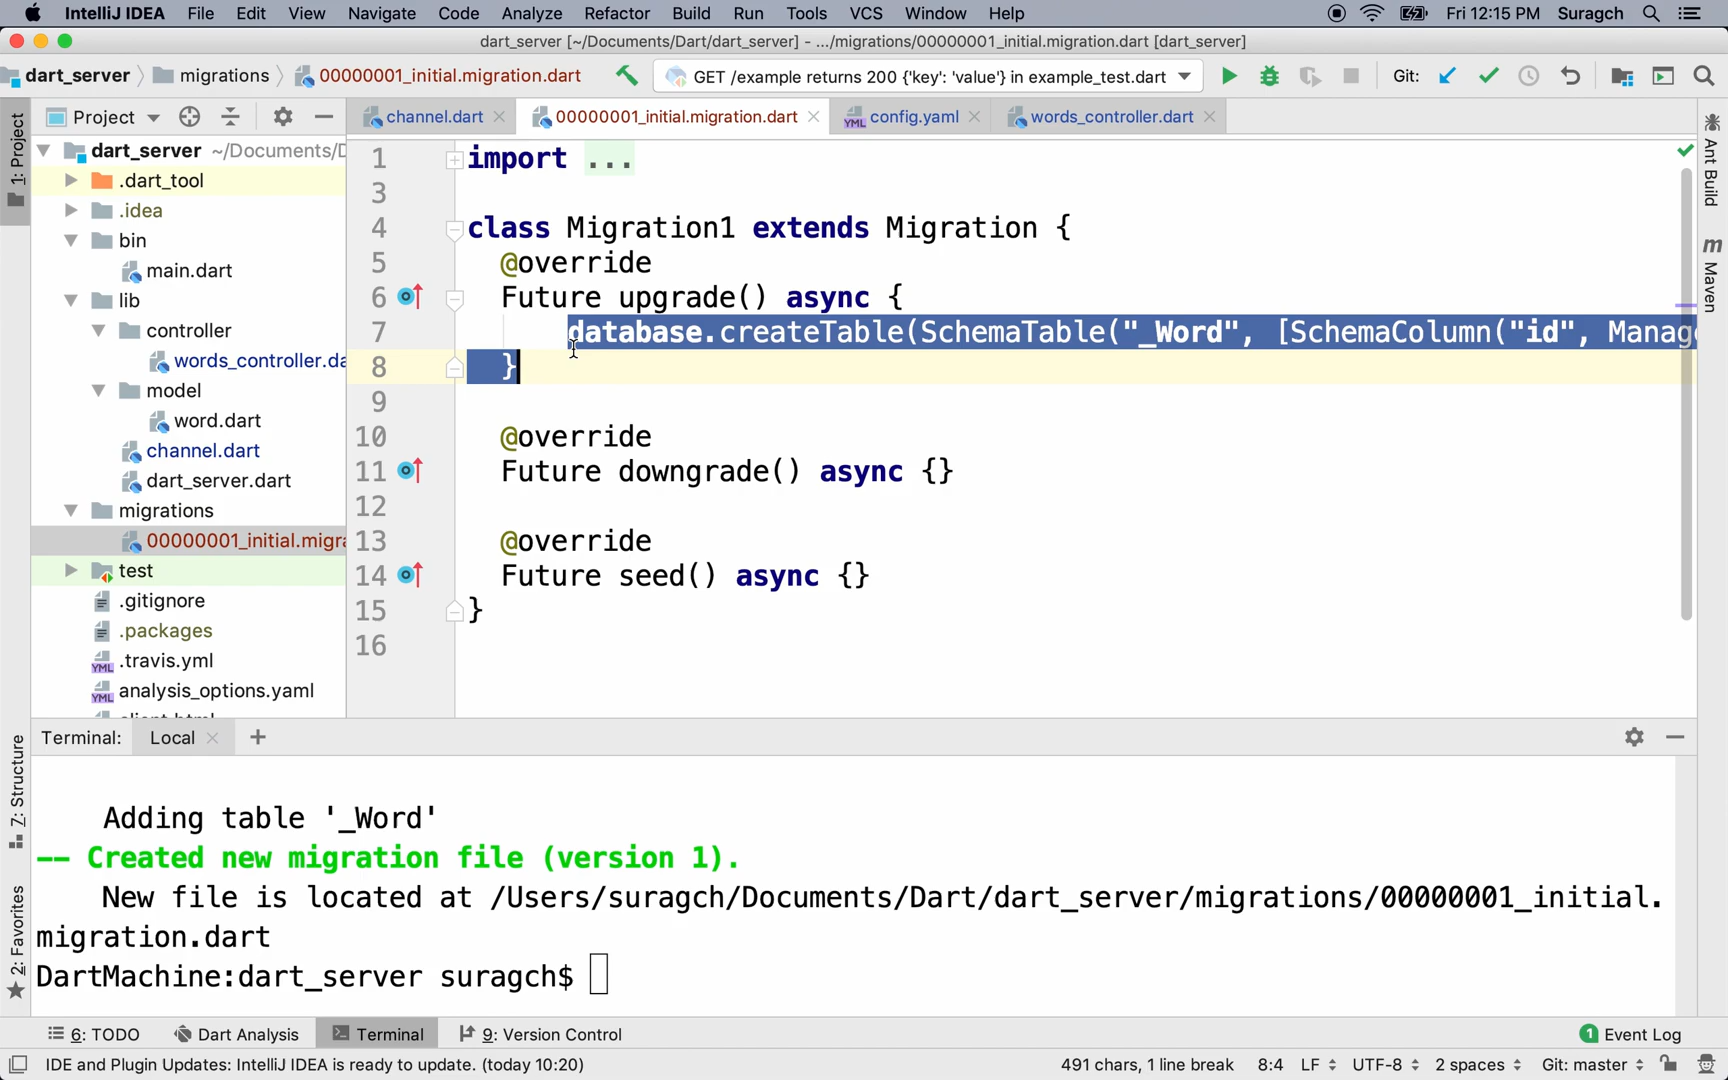 IntelliJ IDEA File Edit View Navigate Code Analyze Refactor Build Run Tools VCS Window Help Fri 12:15 PM Suragch
dart_server [~/Documents/Dart/dart_server] - .../migrations/00000001_initial.migration.dart [dart_server]
dart_server migrations 00000001_initial.migration.dart GET /example returns 200 {'key': 'value'} in example_test.dart Git:
1: Project
Project
channel.dart 00000001_initial.migration.dart config.yaml words_controller.dart
dart_server ~/Documents/D
.dart_tool
.idea
bin
main.dart
lib
controller
words_controller.da
model
word.dart
channel.dart
dart_server.dart
migrations
00000001_initial.migra
test
.gitignore
.packages
YML .travis.yml
YML analysis_options.yaml
client.html
1 import ...
3
4 class Migration1 extends Migration {
5 @override
6 Future upgrade() async {
7 database.createTable(SchemaTable("_Word", [SchemaColumn("id", Manag
8 }
9
10 @override
11 Future downgrade() async {}
12
13 @override
14 Future seed() async {}
15 }
16
Ant Build
m Maven
Terminal: Local +
Adding table '_Word'
-- Created new migration file (version 1).
New file is located at /Users/suragch/Documents/Dart/dart_server/migrations/00000001_initial.
migration.dart
DartMachine:dart_server suragch$
Z: Structure
2: Favorites
6: TODO Dart Analysis Terminal 9: Version Control 1 Event Log
IDE and Plugin Updates: IntelliJ IDEA is ready to update. (today 10:20) 491 chars, 1 line break 8:4 LF UTF-8 2 spaces Git: master